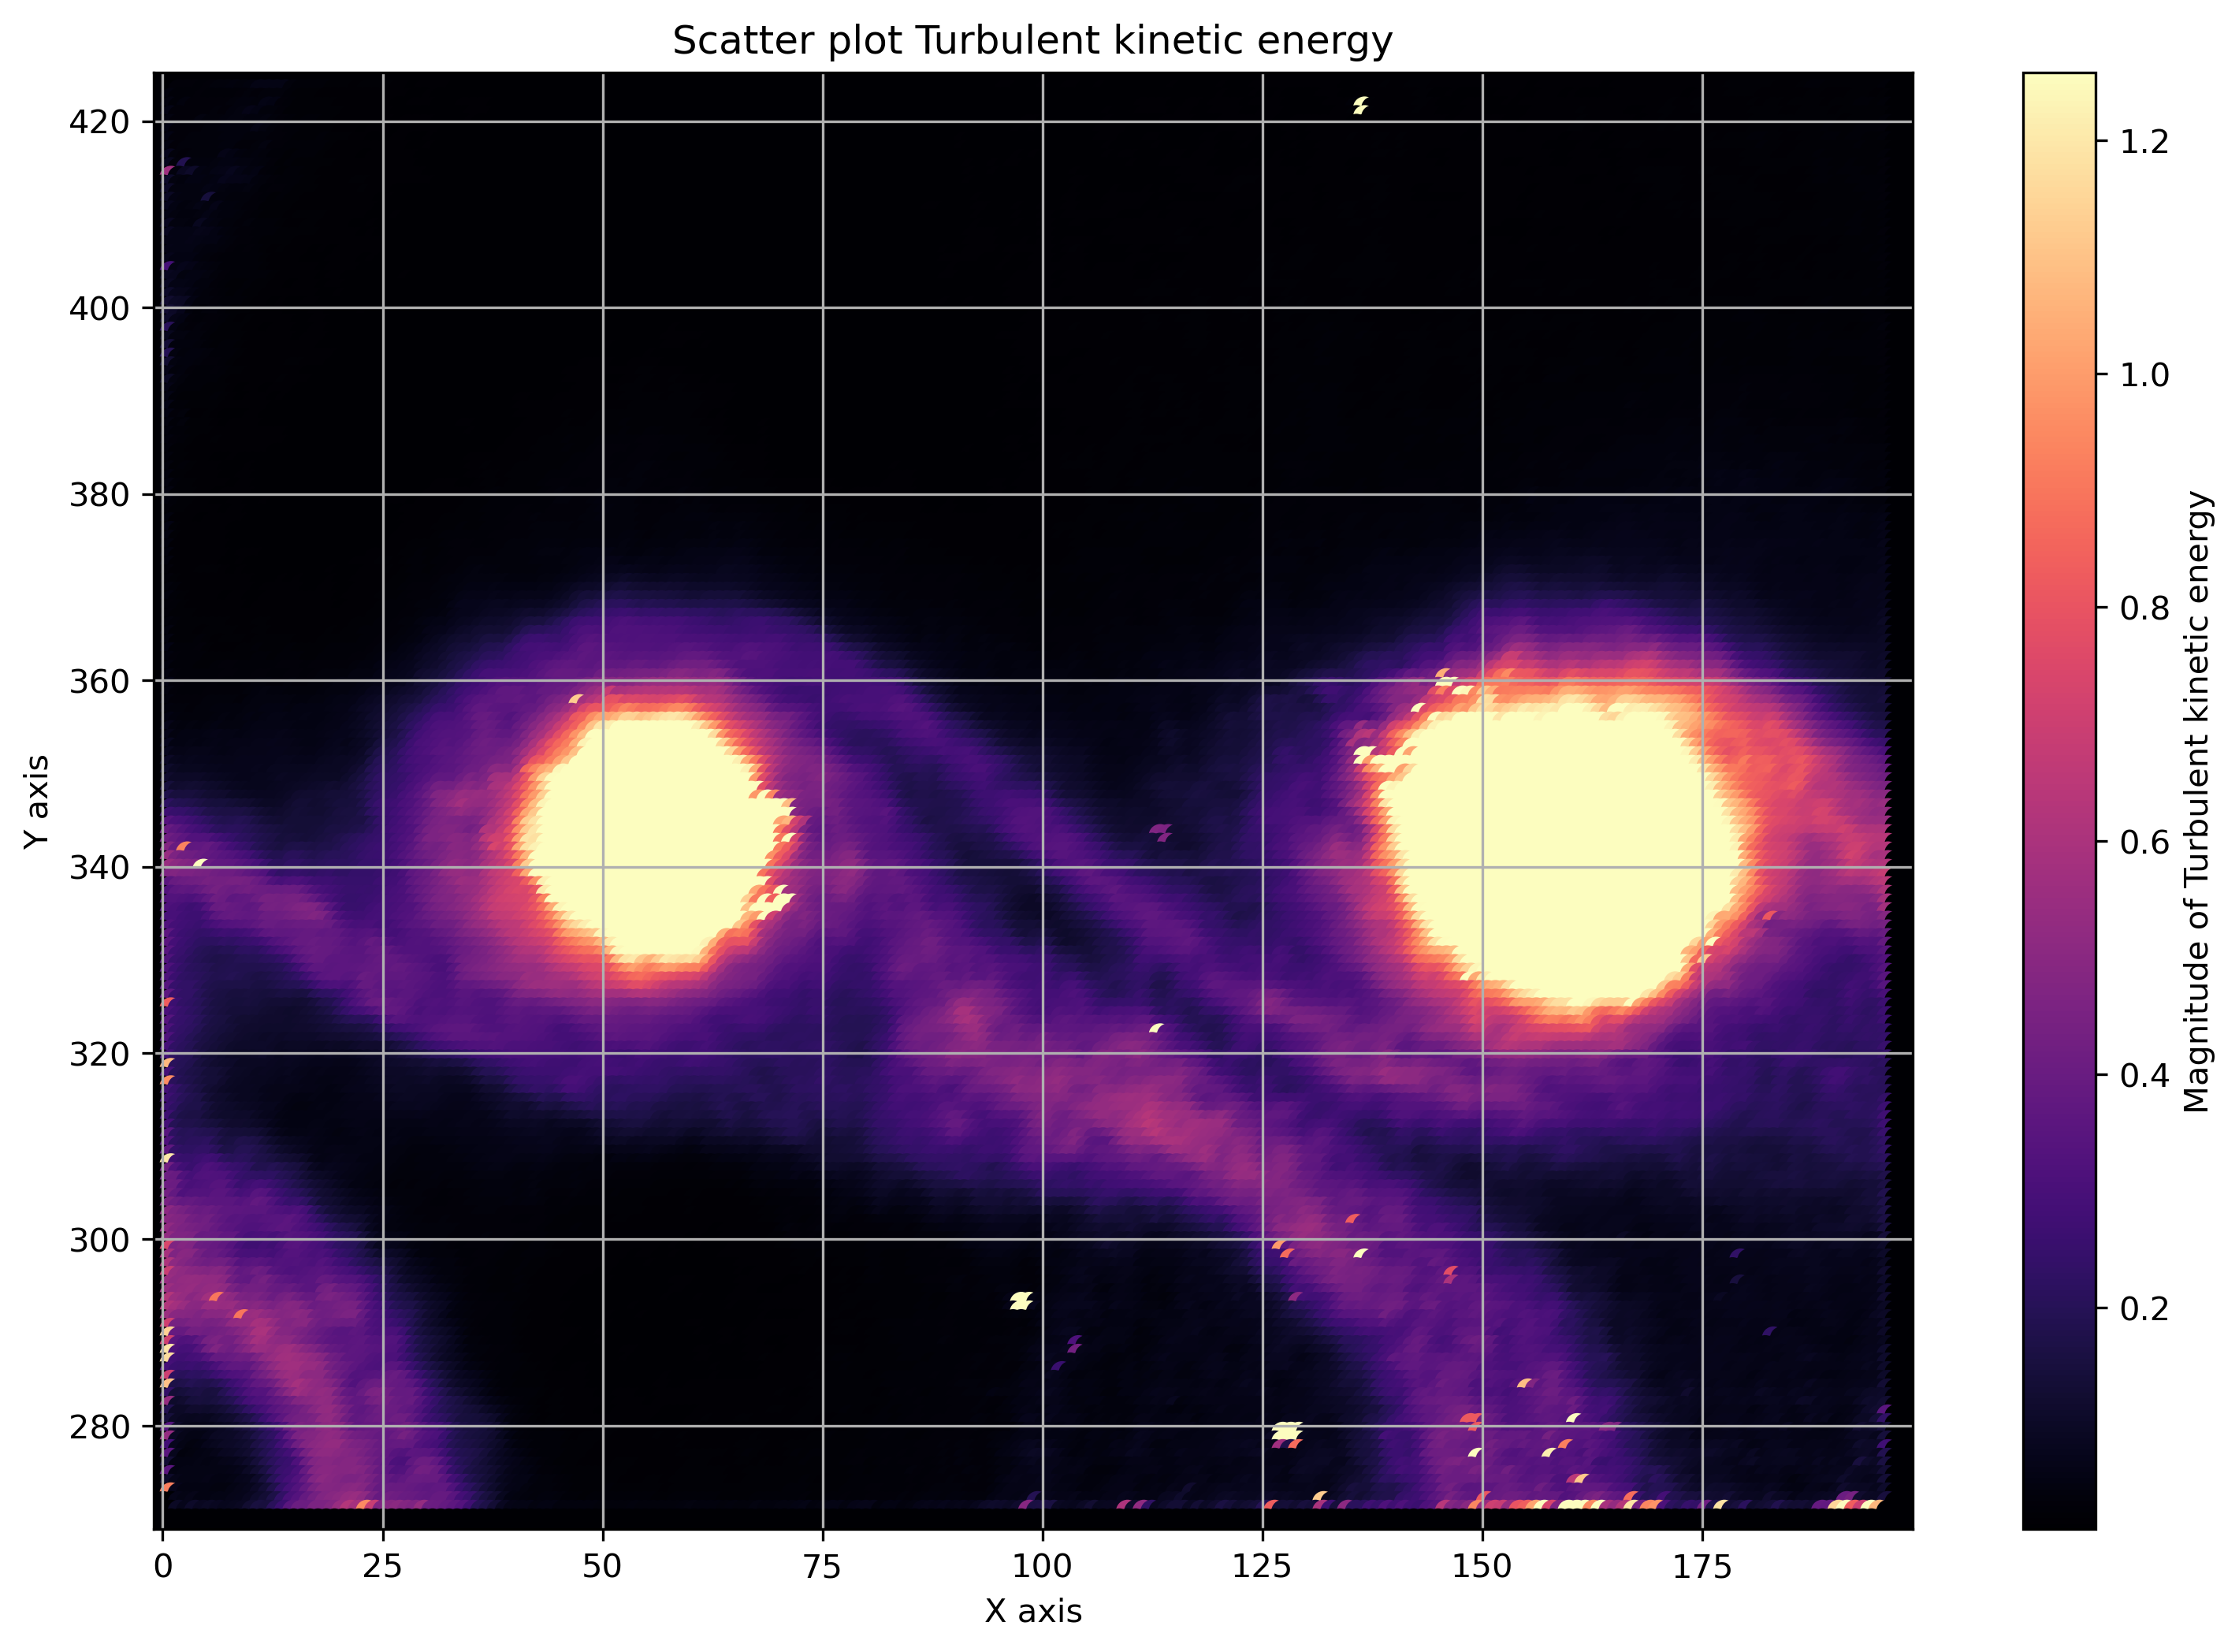 Scatter plot Turbulent kinetic energy
420
400
380
360
340
320
300
280
Y axis
0 25 50 75 100 125 150 175
X axis
1.2
1.0
0.8
0.6
0.4
0.2
Magnitude of Turbulent kinetic energy